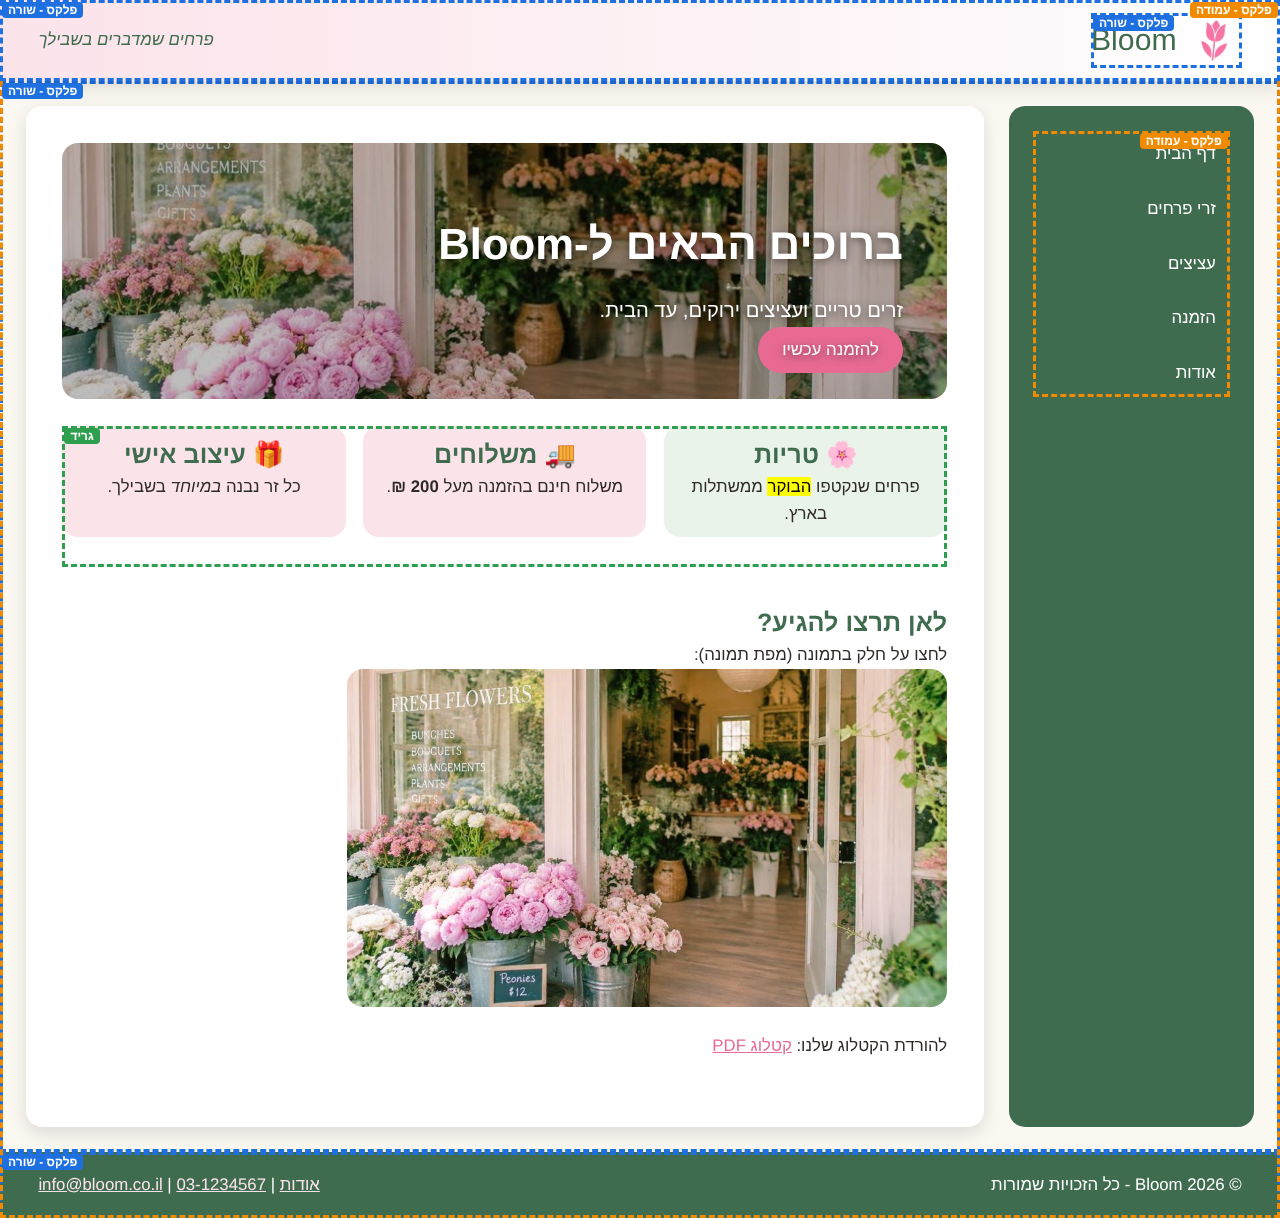 פלקס - עמודה
פלקס - שורה
פלקס - שורה
Bloom
פרחים שמדברים בשבילך
פלקס - שורה
פלקס - עמודה
דף הבית
זרי פרחים
עציצים
הזמנה
אודות
BOUQUETS
ARRANGEMENTS
PLANTS
GIFTS
ברוכים הבאים ל-Bloom
זרים טריים ועציצים ירוקים, עד הבית.
להזמנה עכשיו
גריד
🌸 טריות
פרחים שנקטפו הבוקר ממשתלות
בארץ.
🚚 משלוחים
משלוח חינם בהזמנה מעל 200 ₪.
🎁 עיצוב אישי
כל זר נבנה במיוחד בשבילך.
לאן תרצו להגיע?
לחצו על חלק בתמונה (מפת תמונה):
FRESH FLOWERS
BUNCHES
BOUQUETS
ARRANGEMENTS
PLANTS
GIFTS
Peonies
$12
להורדת הקטלוג שלנו: קטלוג PDF
פלקס - שורה
© 2026 Bloom - כל הזכויות שמורות
אודות | 03-1234567 | info@bloom.co.il